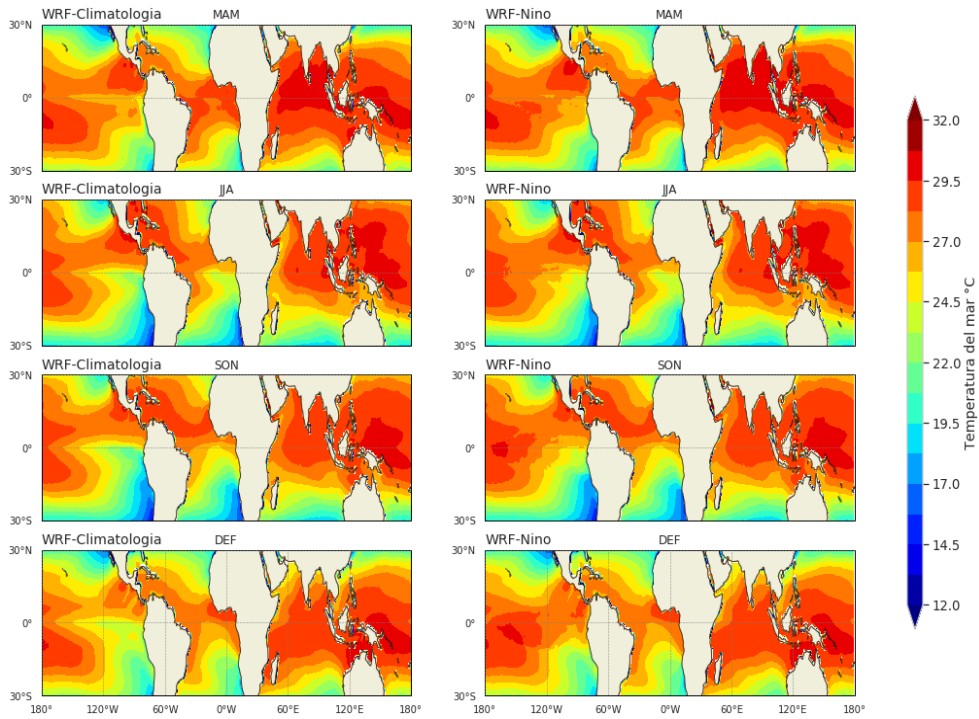 WRF-Climatologia MAM WRF-Nino MAM
30°N
0°
30°S
WRF-Climatologia JJA WRF-Nino JJA
30°N 30°N
0° 0°
30°S 30°S
WRF-Climatologia SON WRF-Nino SON
30°N 30°N
0° 0°
30°S 30°S
WRF-Climatologia DEF WRF-Nino DEF
30°N 30°N
0° 0°
30°S 30°S
180° 120°W 60°W 0°W 60°E 120°E 180° 180° 120°W 60°W 0°W 60°E 120°E 180°
32.0
29.5
27.0
24.5
22.0
19.5
17.0
14.5
12.0
Temperatura del mar °C